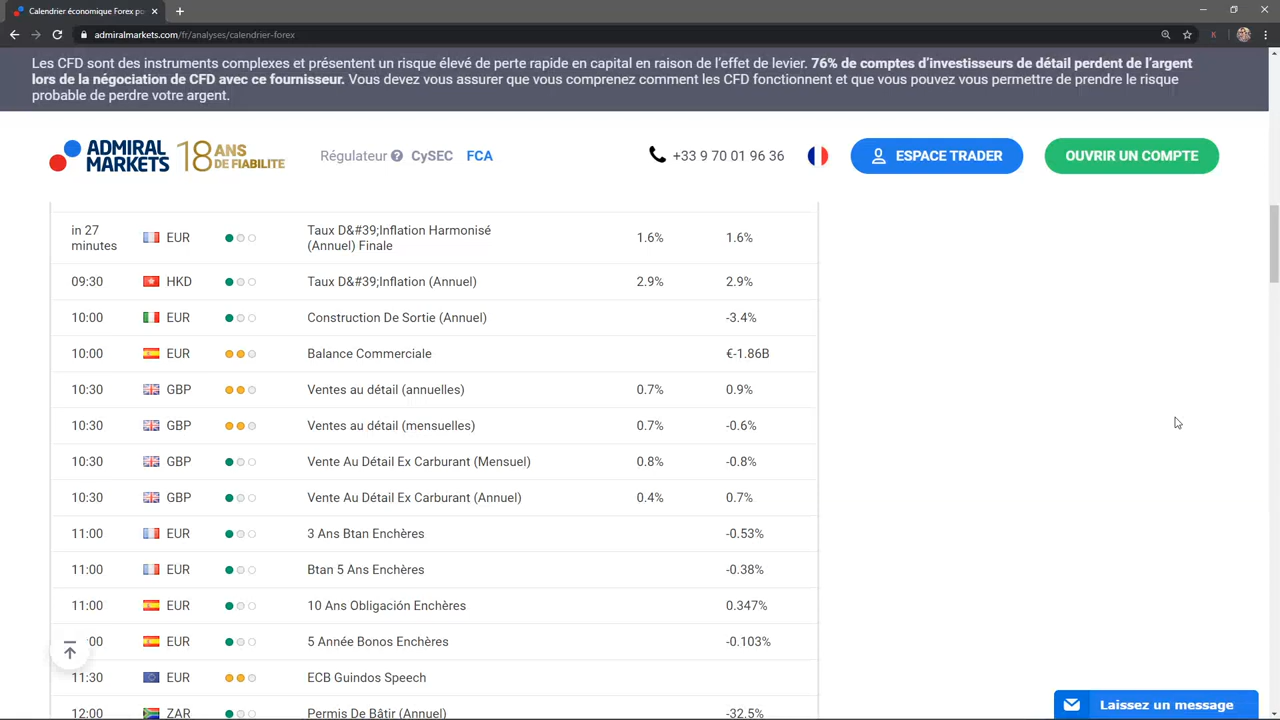 Calendrier économique Forex po
admiralmarkets.com/fr/analyses/calendrier-forex
K
Les CFD sont des instruments complexes et présentent un risque élevé de perte rapide en capital en raison de l'effet de levier. 76% de comptes d'investisseurs de détail perdent de l'argent
lors de la négociation de CFD avec ce fournisseur. Vous devez vous assurer que vous comprenez comment les CFD fonctionnent et que vous pouvez vous permettre de prendre le risque
probable de perdre votre argent.
ADMIRAL MARKETS 18 ANS DE FIABILITE Régulateur ? CySEC FCA +33 9 70 01 96 36 ESPACE TRADER OUVRIR UN COMPTE
in 27 minutes EUR Taux D&#39;Inflation Harmonisé (Annuel) Finale 1.6% 1.6%
09:30 HKD Taux D&#39;Inflation (Annuel) 2.9% 2.9%
10:00 EUR Construction De Sortie (Annuel) -3.4%
10:00 EUR Balance Commerciale €-1.86B
10:30 GBP Ventes au détail (annuelles) 0.7% 0.9%
10:30 GBP Ventes au détail (mensuelles) 0.7% -0.6%
10:30 GBP Vente Au Détail Ex Carburant (Mensuel) 0.8% -0.8%
10:30 GBP Vente Au Détail Ex Carburant (Annuel) 0.4% 0.7%
11:00 EUR 3 Ans Btan Enchères -0.53%
11:00 EUR Btan 5 Ans Enchères -0.38%
11:00 EUR 10 Ans Obligación Enchères 0.347%
:00 EUR 5 Année Bonos Enchères -0.103%
11:30 EUR ECB Guindos Speech
12:00 ZAR Permis De Bâtir (Annuel) -32.5%
Laissez un message